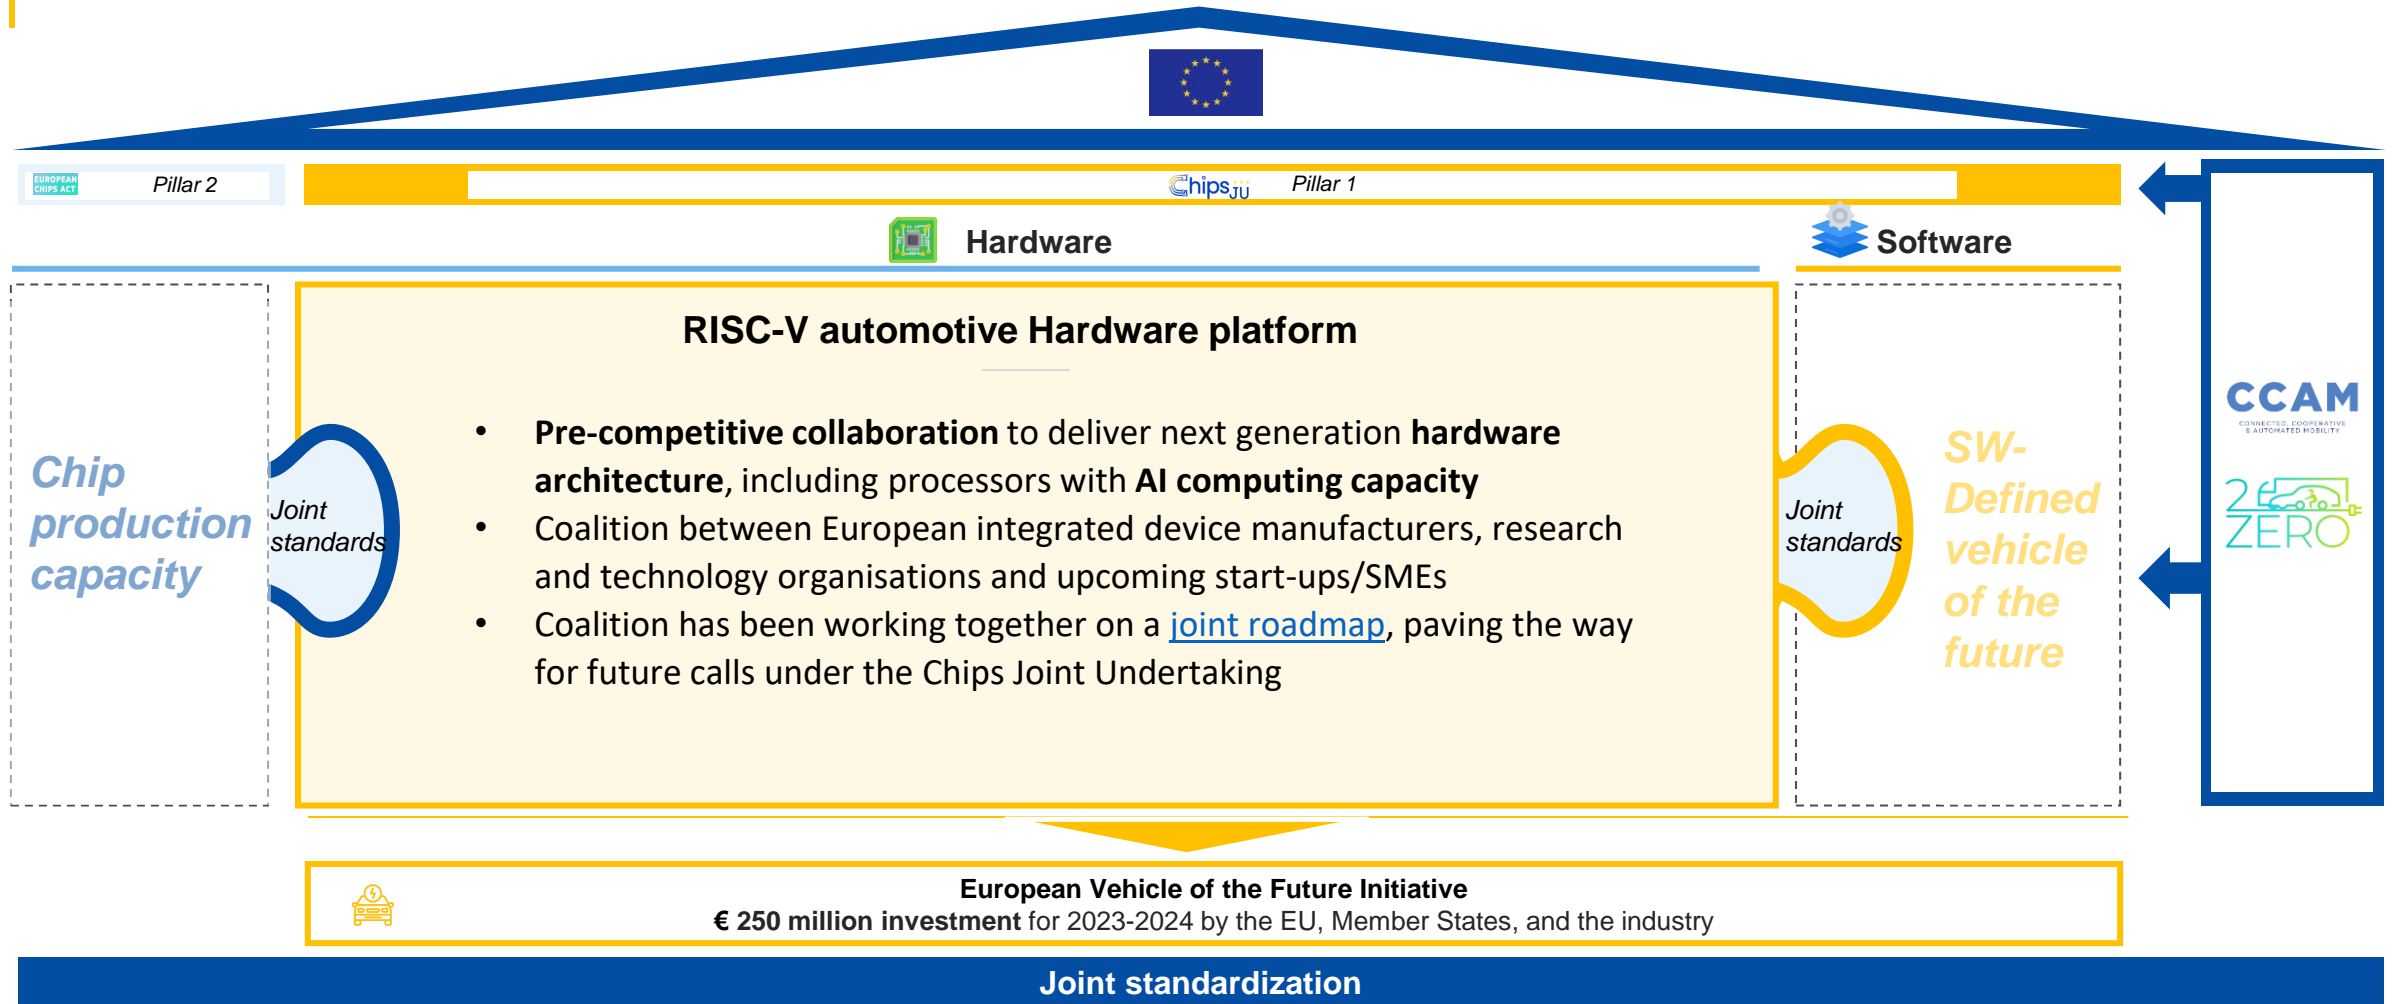 EUROPEAN
CHIPS ACT
Pillar 2
ChipsJU
Pillar 1
Hardware
Software
RISC-V automotive Hardware platform
• Pre-competitive collaboration to deliver next generation hardware
architecture, including processors with AI computing capacity
• Coalition between European integrated device manufacturers, research
and technology organisations and upcoming start-ups/SMEs
• Coalition has been working together on a joint roadmap, paving the way
for future calls under the Chips Joint Undertaking
Chip
production
capacity
Joint
standards
Joint
standards
SW-
Defined
vehicle
of the
future
CCAM
CONNECTED, COOPERATIVE
& AUTOMATED MOBILITY
2
ZERO
European Vehicle of the Future Initiative
€ 250 million investment for 2023-2024 by the EU, Member States, and the industry
Joint standardization